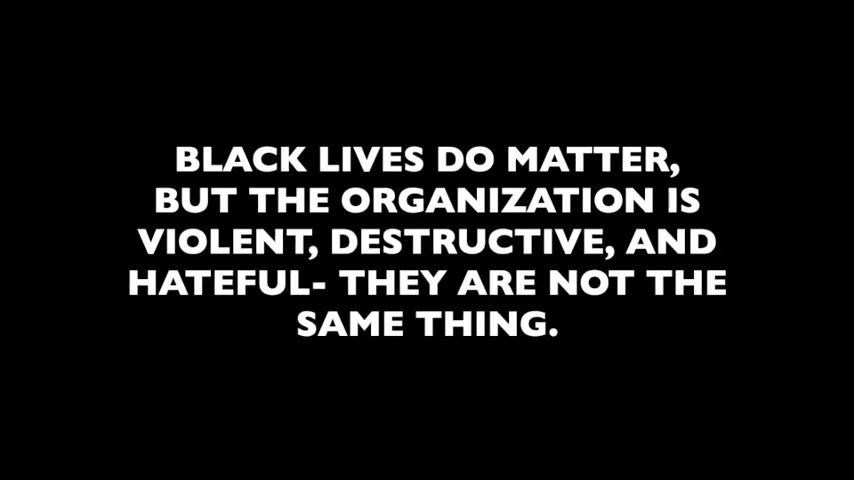 BLACK LIVES DO MATTER,
BUT THE ORGANIZATION IS
VIOLENT, DESTRUCTIVE, AND
HATEFUL- THEY ARE NOT THE
SAME THING.